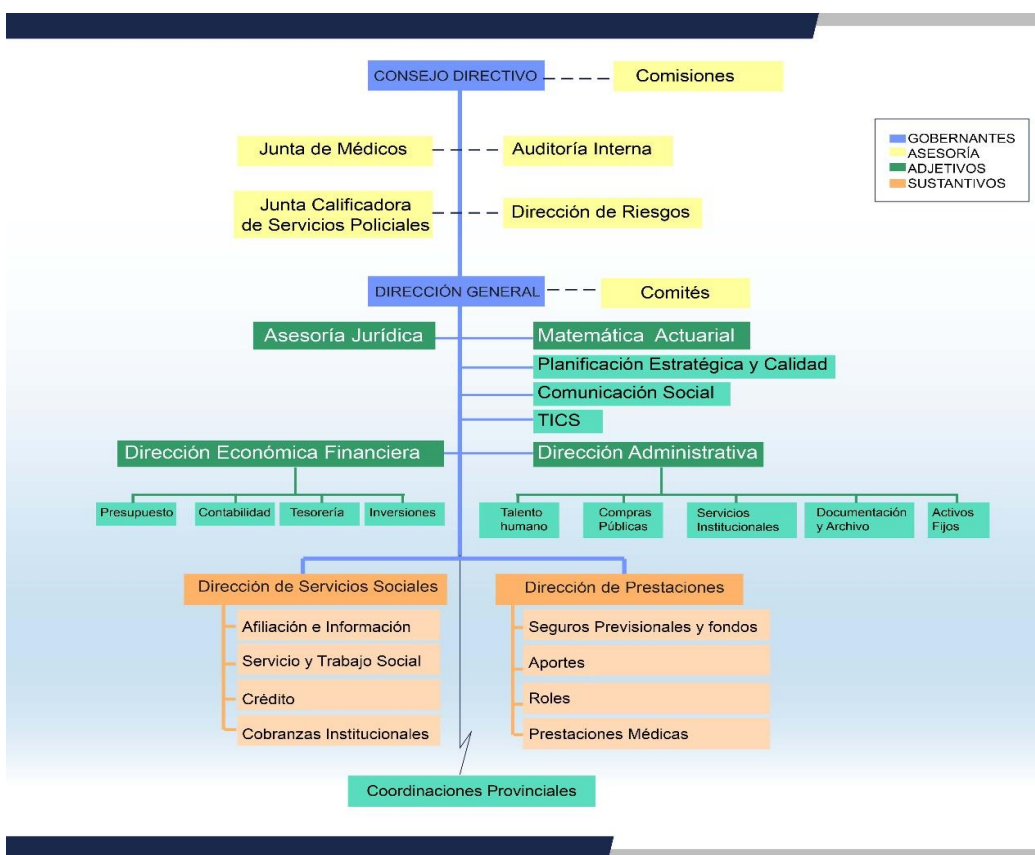 CONSEJO DIRECTIVO
Comisiones
GOBERNANTES
ASESORÍA
ADJETIVOS
SUSTANTIVOS
Junta de Médicos
Auditoría Interna
Junta Calificadora
de Servicios Policiales
Dirección de Riesgos
DIRECCIÓN GENERAL
Comités
Asesoría Jurídica
Matemática Actuarial
Planificación Estratégica y Calidad
Comunicación Social
TICS
Dirección Económica Financiera
Dirección Administrativa
Presupuesto
Contabilidad
Tesorería
Inversiones
Talento
humano
Compras
Públicas
Servicios
Institucionales
Documentación
y Archivo
Activos
Fijos
Dirección de Servicios Sociales
Afiliación e Información
Servicio y Trabajo Social
Crédito
Cobranzas Institucionales
Dirección de Prestaciones
Seguros Previsionales y fondos
Aportes
Roles
Prestaciones Médicas
Coordinaciones Provinciales